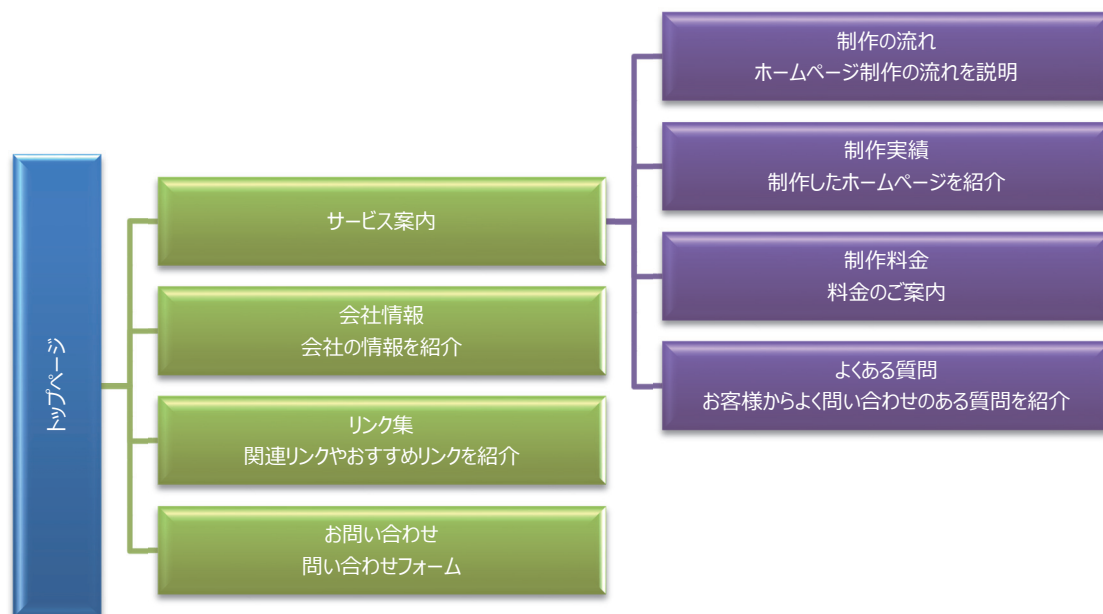 トップページ
サービス案内
会社情報
会社の情報を紹介
リンク集
関連リンクやおすすめリンクを紹介
お問い合わせ
問い合わせフォーム
制作の流れ
ホームページ制作の流れを説明
制作実績
制作したホームページを紹介
制作料金
料金のご案内
よくある質問
お客様からよく問い合わせのある質問を紹介